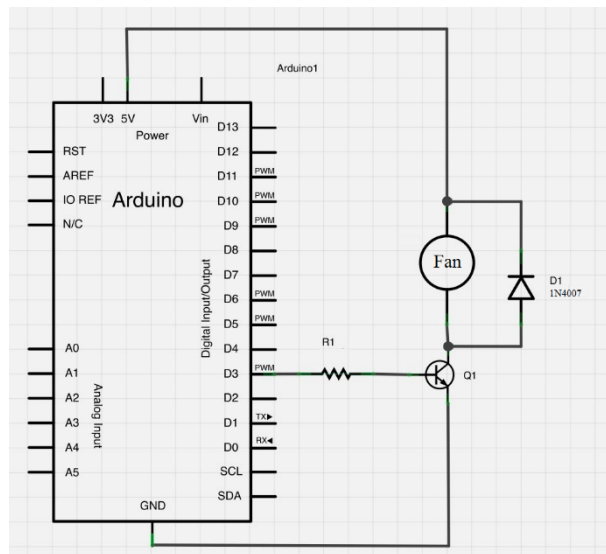 Arduino1
3V3 5V Vin
Power
D13
RST D12
AREF D11 PWM
IO REF Arduino D10 PWM
N/C D9 PWM
D8
D7
D6 PWM
D5 PWM
Digital Input/Output
Fan
D1
1N4007
A0 D4
R1
A1 D3 PWM
Q1
A2 D2
A3 D1 TX▶
A4 D0 RX◀
A5 SCL
Analog Input
SDA
GND